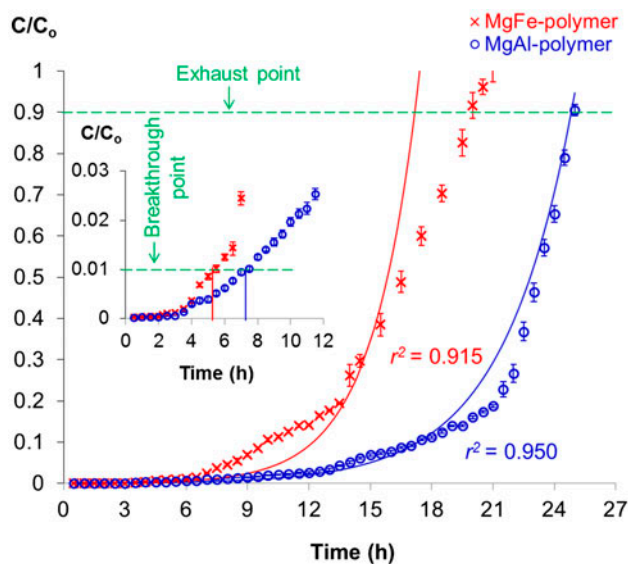 C/Cₒ
× MgFe-polymer
o MgAl-polymer
1
0.9
0.8
0.7
0.6
0.5
0.4
0.3
0.2
0.1
0
Exhaust point
C/Cₒ
0.03
0.02
0.01
0.00
Breakthrough
point
0 2 4 6 8 10 12 14
Time (h)
r² = 0.915
r² = 0.950
0 3 6 9 12 15 18 21 24 27
Time (h)